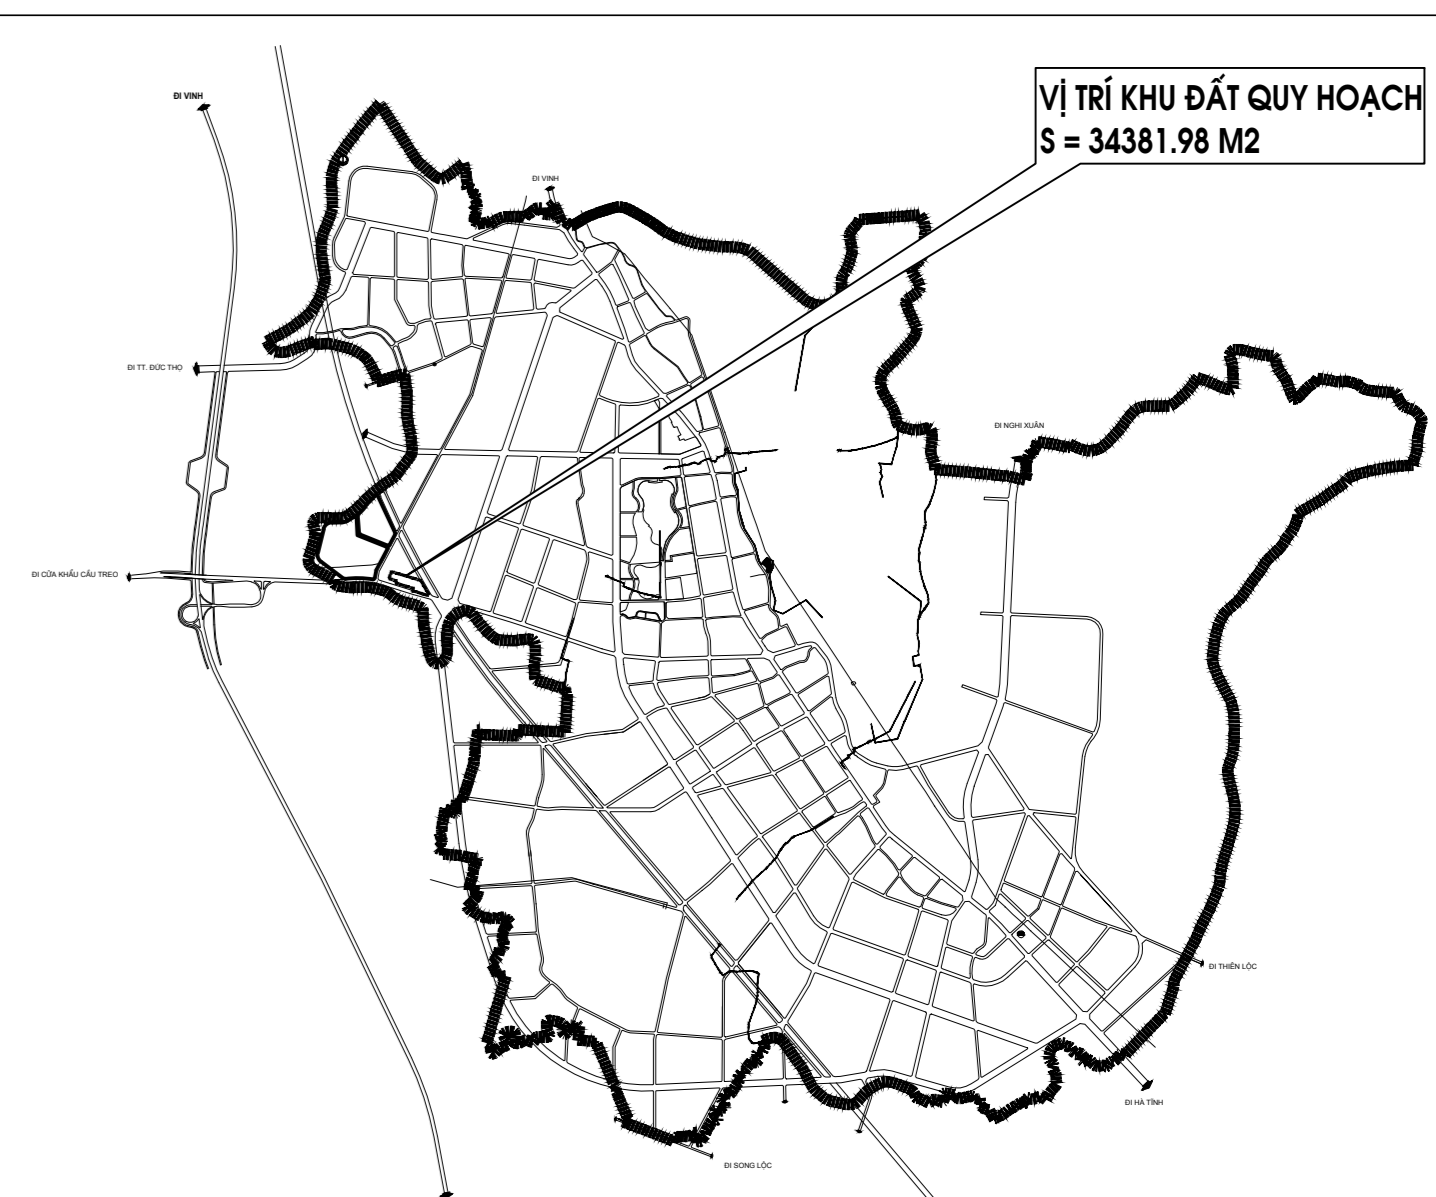 VỊ TRÍ KHU ĐẤT QUY HOẠCH
S = 34381.98 M2
ĐI VINH
ĐI VINH
ĐI TT. ĐỨC THỌ
ĐI NGHI XUÂN
ĐI CỬA KHẨU CẦU TREO
ĐI THIÊN LỘC
ĐI HÀ TĨNH
ĐI SONG LỘC